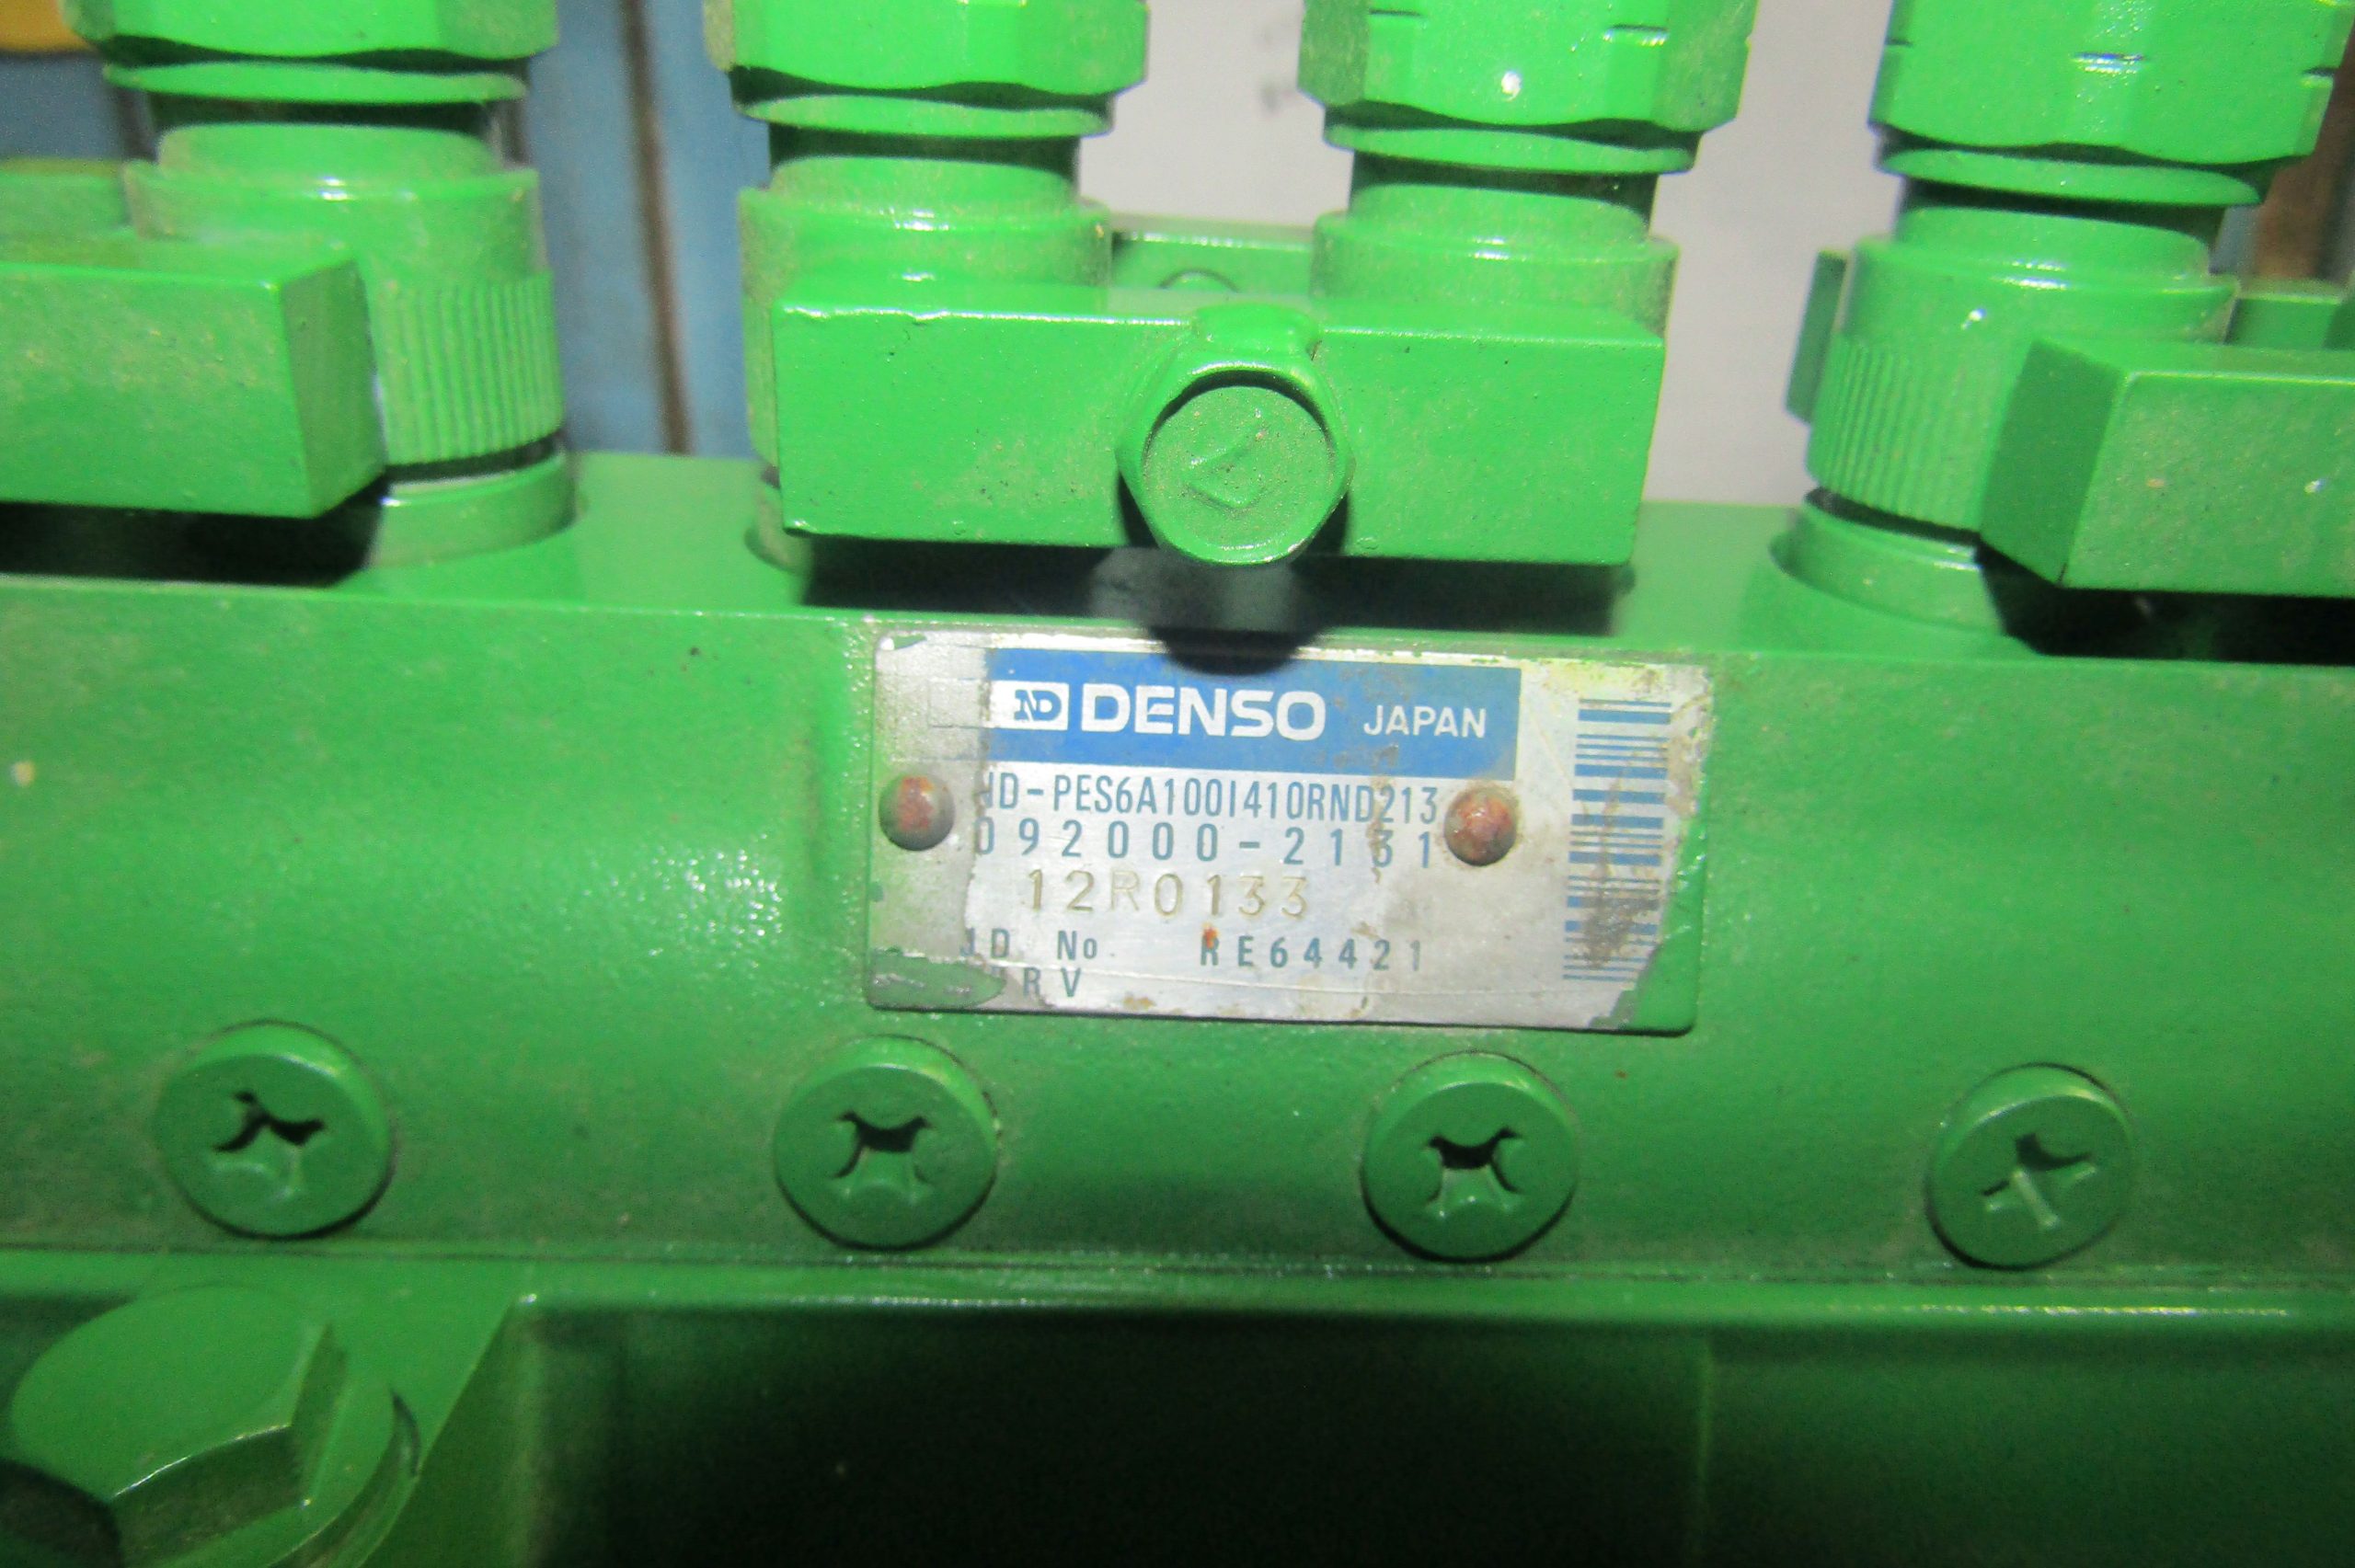 ND DENSO JAPAN
ND-PES6A100I410RND213
092000-2131
12R0133
JD No. RE64421
RV